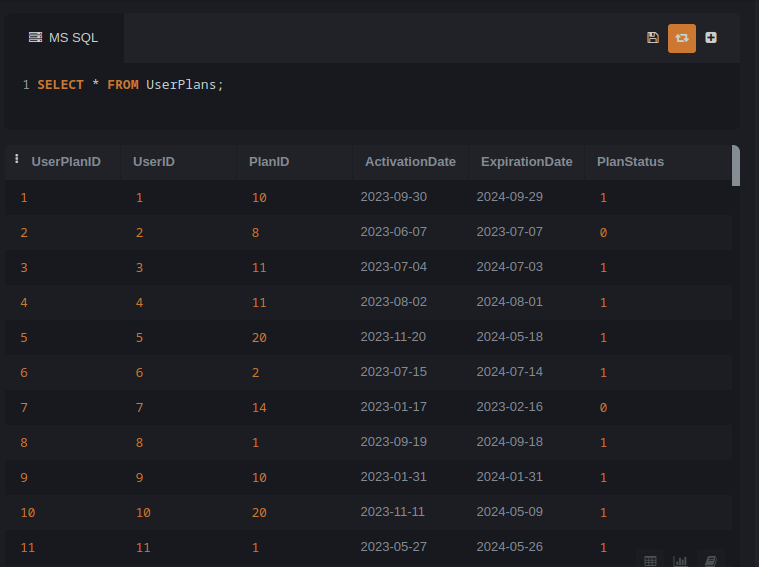 MS SQL
1 SELECT * FROM UserPlans;
UserPlanID UserID PlanID ActivationDate ExpirationDate PlanStatus
1 1 10 2023-09-30 2024-09-29 1
2 2 8 2023-06-07 2023-07-07 0
3 3 11 2023-07-04 2024-07-03 1
4 4 11 2023-08-02 2024-08-01 1
5 5 20 2023-11-20 2024-05-18 1
6 6 2 2023-07-15 2024-07-14 1
7 7 14 2023-01-17 2023-02-16 0
8 8 1 2023-09-19 2024-09-18 1
9 9 10 2023-01-31 2024-01-31 1
10 10 20 2023-11-11 2024-05-09 1
11 11 1 2023-05-27 2024-05-26 1